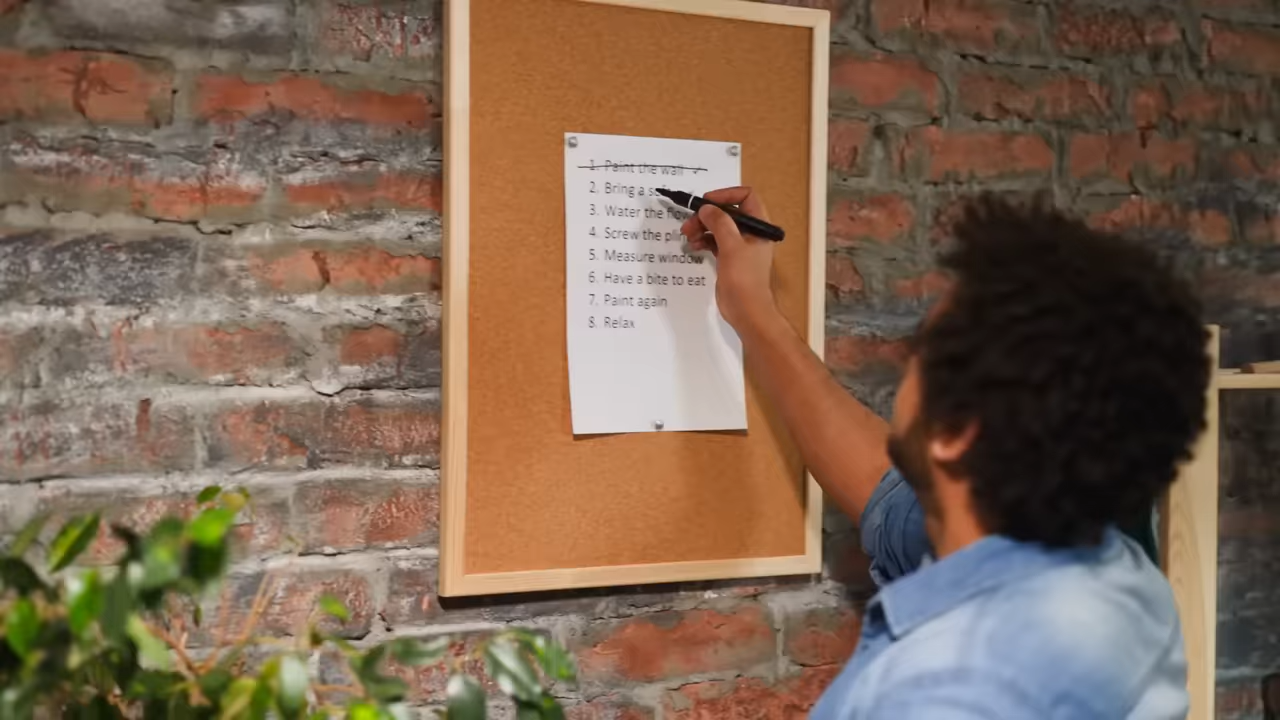 1. Paint the wall ✓
2. Bring a
3. Water the
4. Screw the
5. Measure window
6. Have a bite to eat
7. Paint again
8. Relax